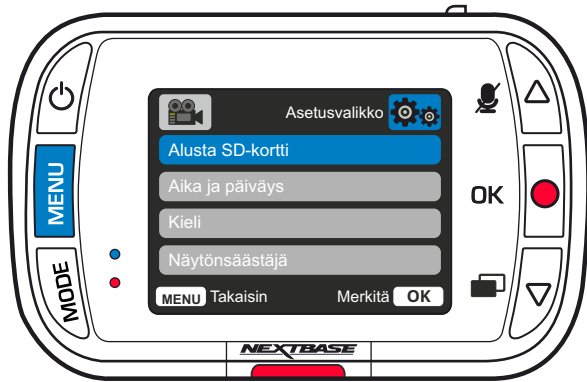 Asetusvalikko
MENU
Alusta SD-kortti
Aika ja päiväys
OK
Kieli
Näytönsäästäjä
MODE
MENU Takaisin Merkitä OK
NEXTBASE